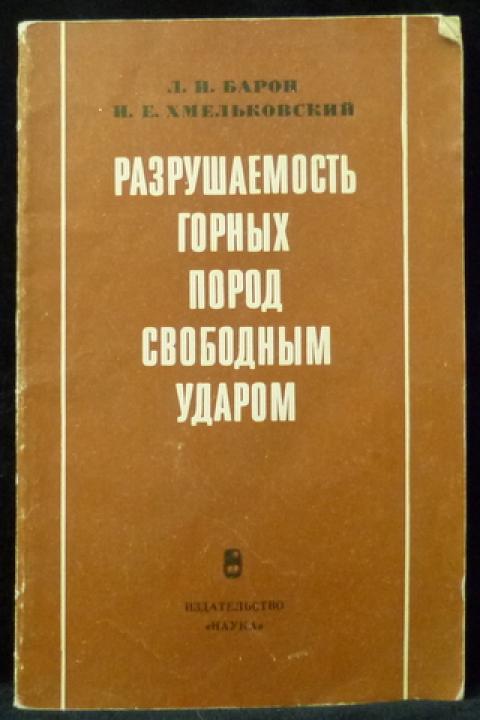 Л. И. БАРОН
И. Е. ХМЕЛЬКОВСКИЙ
РАЗРУШАЕМОСТЬ
ГОРНЫХ
ПОРОД
СВОБОДНЫМ
УДАРОМ
ИЗДАТЕЛЬСТВО
«НАУКА»